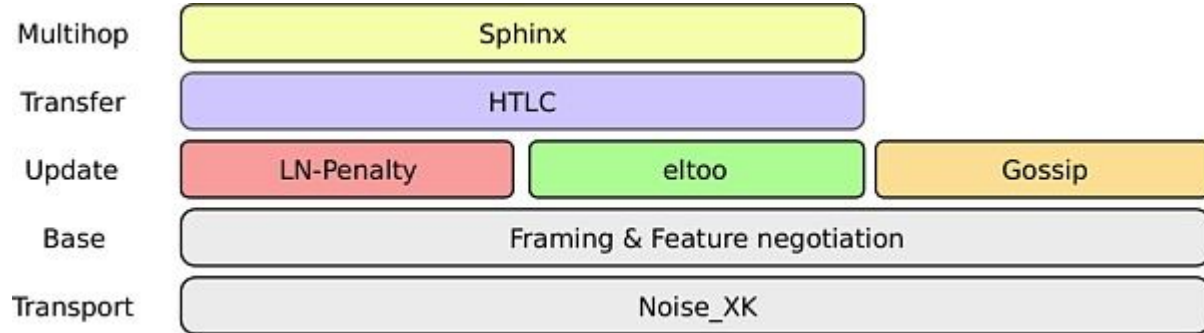 Multihop Sphinx
Transfer HTLC
Update LN-Penalty eltoo Gossip
Base Framing & Feature negotiation
Transport Noise_XK